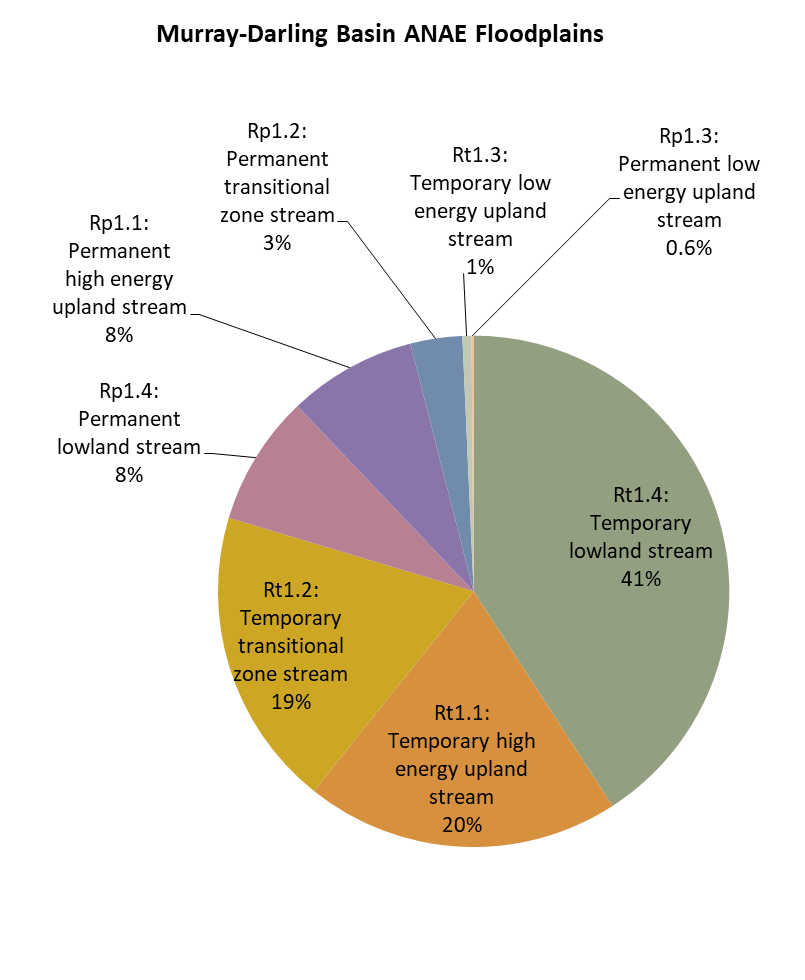 Murray-Darling Basin ANAE Floodplains
Rp1.2:
Permanent
transitional
zone stream
3%
Rt1.3:
Temporary low
energy upland
stream
1%
Rp1.3:
Permanent low
energy upland
stream
0.6%
Rp1.1:
Permanent
high energy
upland stream
8%
Rp1.4:
Permanent
lowland stream
8%
Rt1.4:
Temporary
lowland stream
41%
Rt1.2:
Temporary
transitional
zone stream
19%
Rt1.1:
Temporary high
energy upland
stream
20%